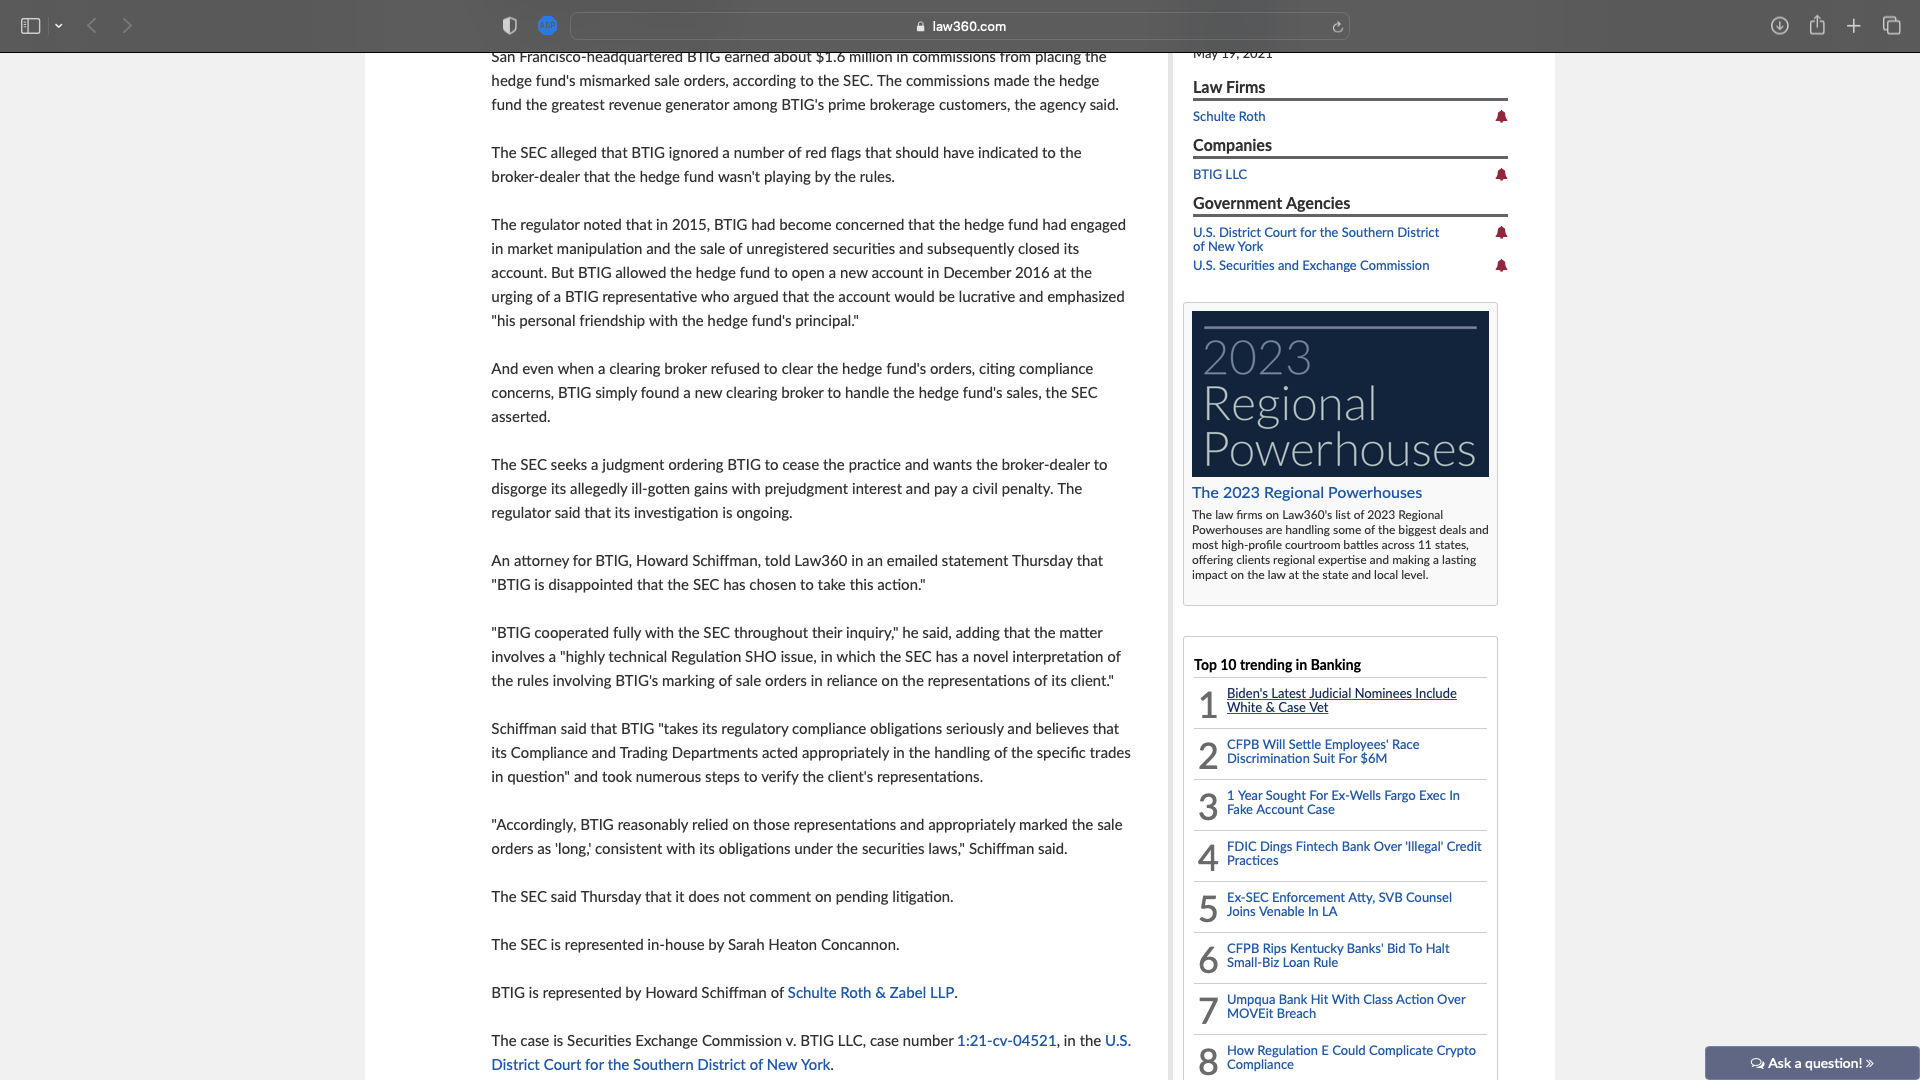 law360.com
San Francisco-headquartered BTIG earned about $1.6 million in commissions from placing the
hedge fund's mismarked sale orders, according to the SEC. The commissions made the hedge
fund the greatest revenue generator among BTIG's prime brokerage customers, the agency said.
The SEC alleged that BTIG ignored a number of red flags that should have indicated to the
broker-dealer that the hedge fund wasn't playing by the rules.
The regulator noted that in 2015, BTIG had become concerned that the hedge fund had engaged
in market manipulation and the sale of unregistered securities and subsequently closed its
account. But BTIG allowed the hedge fund to open a new account in December 2016 at the
urging of a BTIG representative who argued that the account would be lucrative and emphasized
"his personal friendship with the hedge fund's principal."
And even when a clearing broker refused to clear the hedge fund's orders, citing compliance
concerns, BTIG simply found a new clearing broker to handle the hedge fund's sales, the SEC
asserted.
The SEC seeks a judgment ordering BTIG to cease the practice and wants the broker-dealer to
disgorge its allegedly ill-gotten gains with prejudgment interest and pay a civil penalty. The
regulator said that its investigation is ongoing.
An attorney for BTIG, Howard Schiffman, told Law360 in an emailed statement Thursday that
"BTIG is disappointed that the SEC has chosen to take this action."
"BTIG cooperated fully with the SEC throughout their inquiry," he said, adding that the matter
involves a "highly technical Regulation SHO issue, in which the SEC has a novel interpretation of
the rules involving BTIG's marking of sale orders in reliance on the representations of its client."
Schiffman said that BTIG "takes its regulatory compliance obligations seriously and believes that
its Compliance and Trading Departments acted appropriately in the handling of the specific trades
in question" and took numerous steps to verify the client's representations.
"Accordingly, BTIG reasonably relied on those representations and appropriately marked the sale
orders as 'long,' consistent with its obligations under the securities laws," Schiffman said.
The SEC said Thursday that it does not comment on pending litigation.
The SEC is represented in-house by Sarah Heaton Concannon.
BTIG is represented by Howard Schiffman of Schulte Roth & Zabel LLP.
The case is Securities Exchange Commission v. BTIG LLC, case number 1:21-cv-04521, in the U.S.
District Court for the Southern District of New York.
May 19, 2021
Law Firms
Schulte Roth
Companies
BTIG LLC
Government Agencies
U.S. District Court for the Southern District
of New York
U.S. Securities and Exchange Commission
2023
Regional
Powerhouses
The 2023 Regional Powerhouses
The law firms on Law360's list of 2023 Regional
Powerhouses are handling some of the biggest deals and
most high-profile courtroom battles across 11 states,
offering clients regional expertise and making a lasting
impact on the law at the state and local level.
Top 10 trending in Banking
1 Biden's Latest Judicial Nominees Include
White & Case Vet
2 CFPB Will Settle Employees' Race
Discrimination Suit For $6M
3 1 Year Sought For Ex-Wells Fargo Exec In
Fake Account Case
4 FDIC Dings Fintech Bank Over 'Illegal' Credit
Practices
5 Ex-SEC Enforcement Atty, SVB Counsel
Joins Venable In LA
6 CFPB Rips Kentucky Banks' Bid To Halt
Small-Biz Loan Rule
7 Umpqua Bank Hit With Class Action Over
MOVEit Breach
8 How Regulation E Could Complicate Crypto
Compliance
Ask a question! »